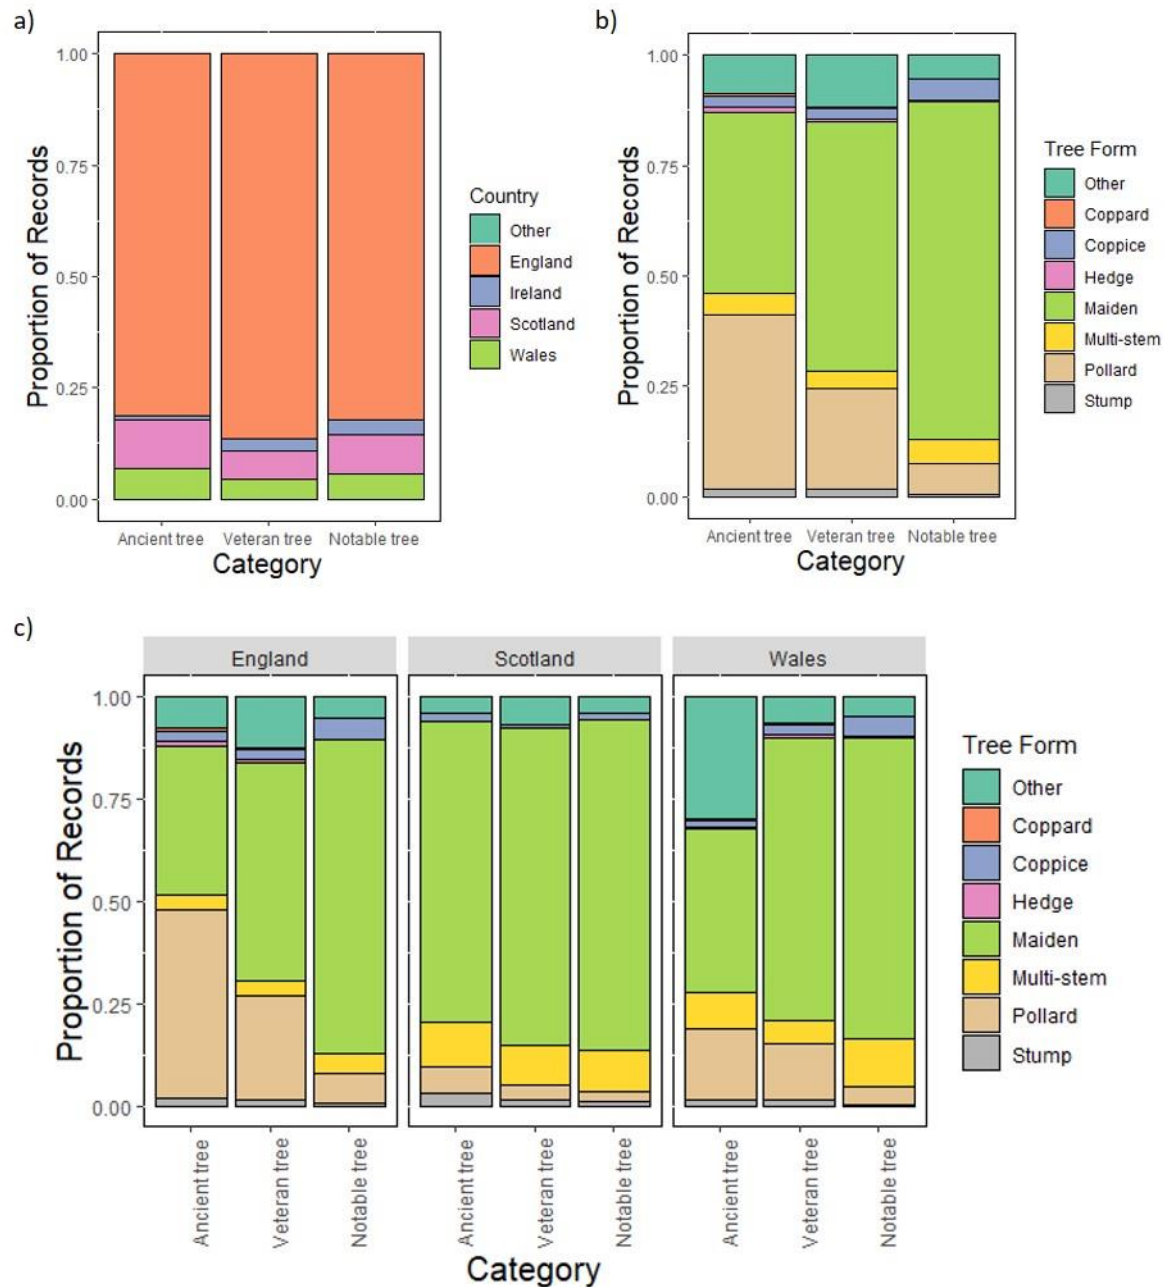 a)
1.00
0.75
0.50
0.25
0.00
Proportion of Records
Ancient tree Veteran tree Notable tree
Category
Country
Other
England
Ireland
Scotland
Wales
b)
1.00
0.75
0.50
0.25
0.00
Proportion of Records
Ancient tree Veteran tree Notable tree
Category
Tree Form
Other
Coppard
Coppice
Hedge
Maiden
Multi-stem
Pollard
Stump
c)
England Scotland Wales
1.00
0.75
0.50
0.25
0.00
Proportion of Records
Ancient tree
Veteran tree
Notable tree
Ancient tree
Veteran tree
Notable tree
Ancient tree
Veteran tree
Notable tree
Category
Tree Form
Other
Coppard
Coppice
Hedge
Maiden
Multi-stem
Pollard
Stump